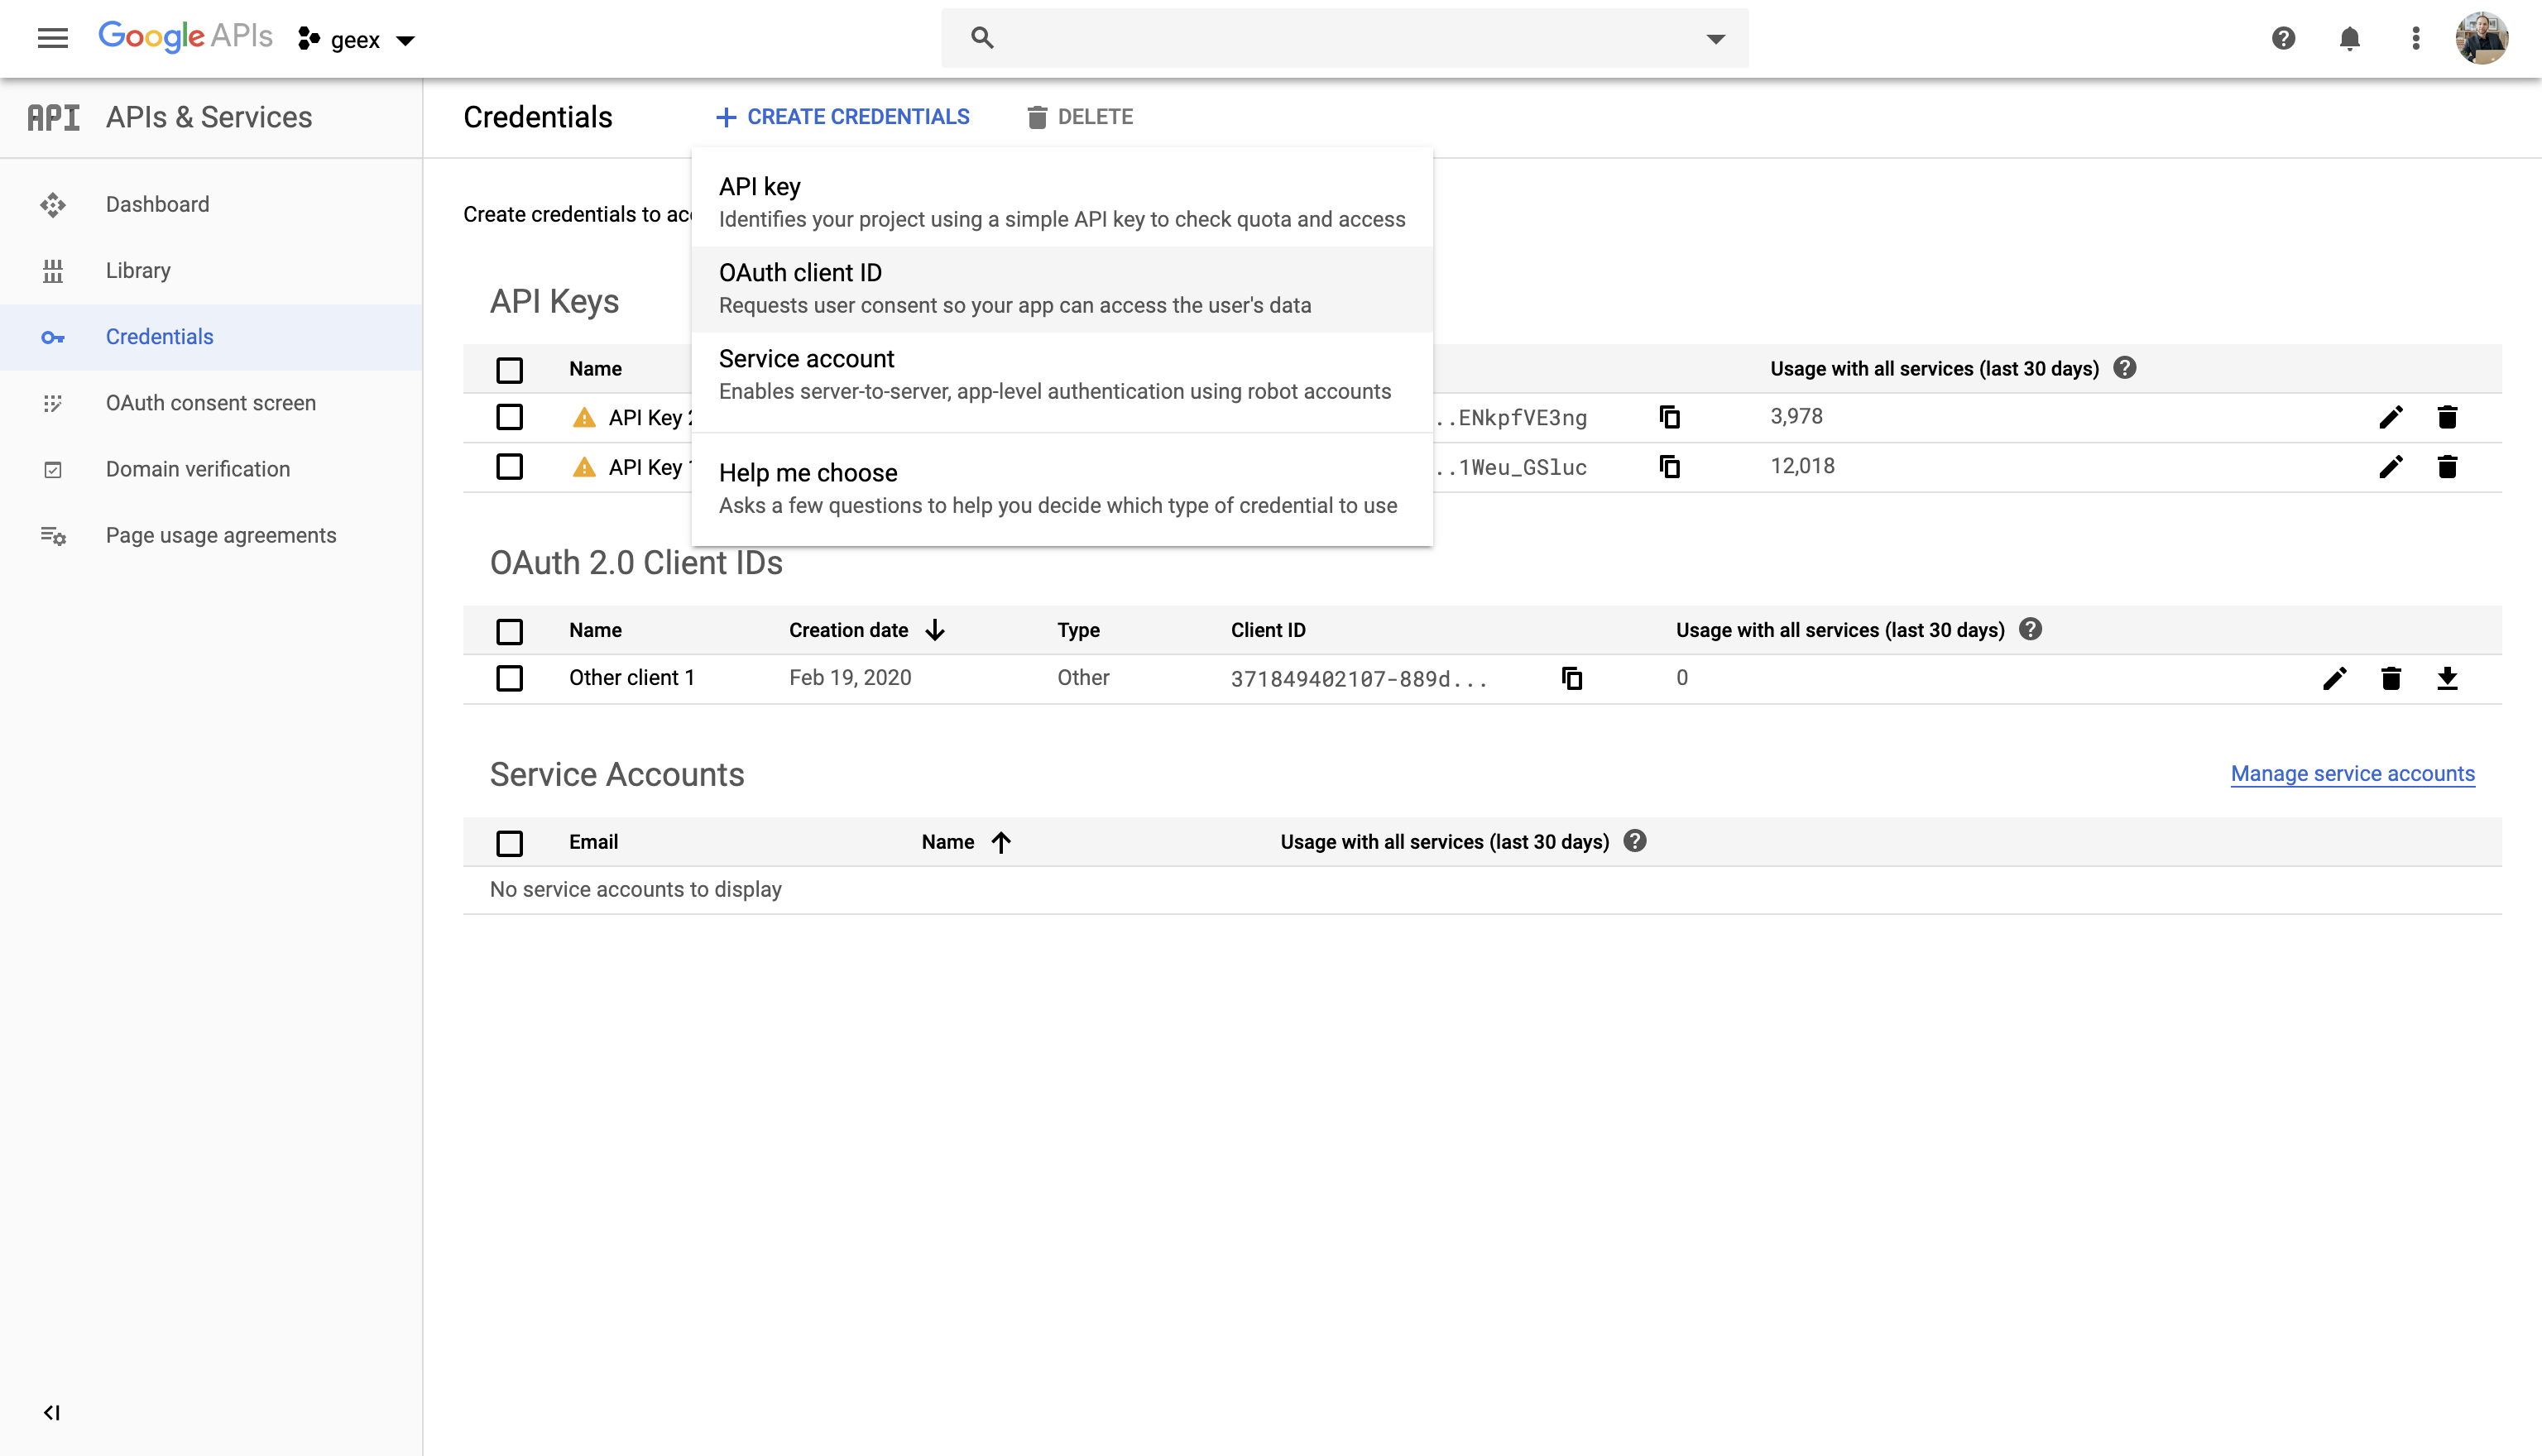 Google APIs geex
API APIs & Services
Credentials CREATE CREDENTIALS DELETE
Dashboard
Library
Credentials
OAuth consent screen
Domain verification
Page usage agreements
Create credentials to acc
API key
Identifies your project using a simple API key to check quota and access
OAuth client ID
Requests user consent so your app can access the user's data
Service account
Enables server-to-server, app-level authentication using robot accounts
Help me choose
Asks a few questions to help you decide which type of credential to use
API Keys
Name Usage with all services (last 30 days)
API Key 2 ..ENkpfVE3ng 3,978
API Key 1 ..1Weu_GSluc 12,018
OAuth 2.0 Client IDs
Name Creation date Type Client ID Usage with all services (last 30 days)
Other client 1 Feb 19, 2020 Other 371849402107-889d... 0
Service Accounts Manage service accounts
Email Name Usage with all services (last 30 days)
No service accounts to display